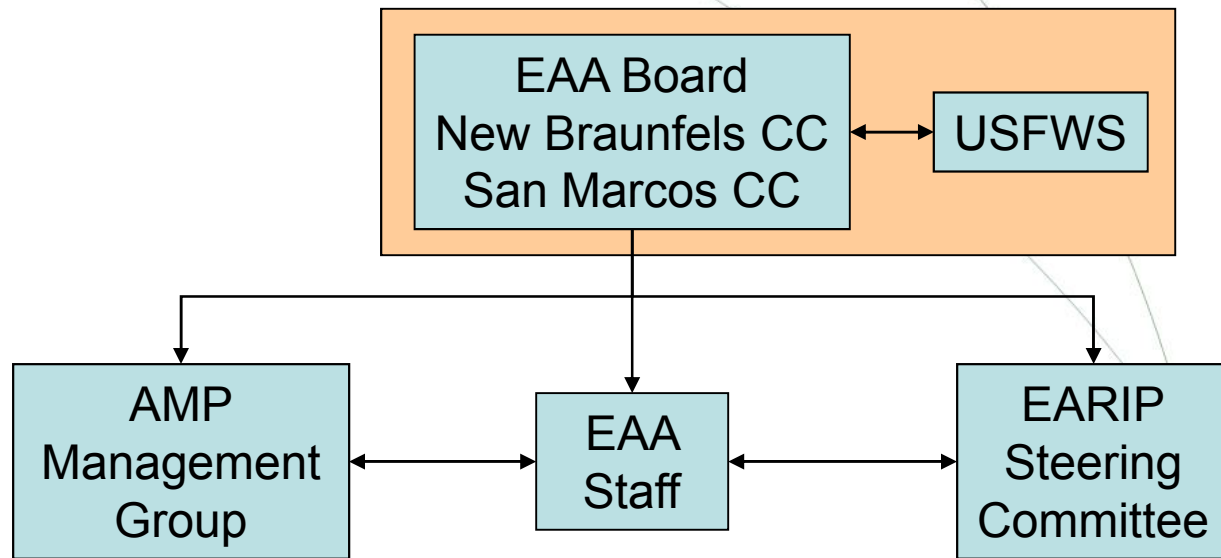 EAA Board
New Braunfels CC
San Marcos CC
USFWS
AMP
Management
Group
EAA
Staff
EARIP
Steering
Committee